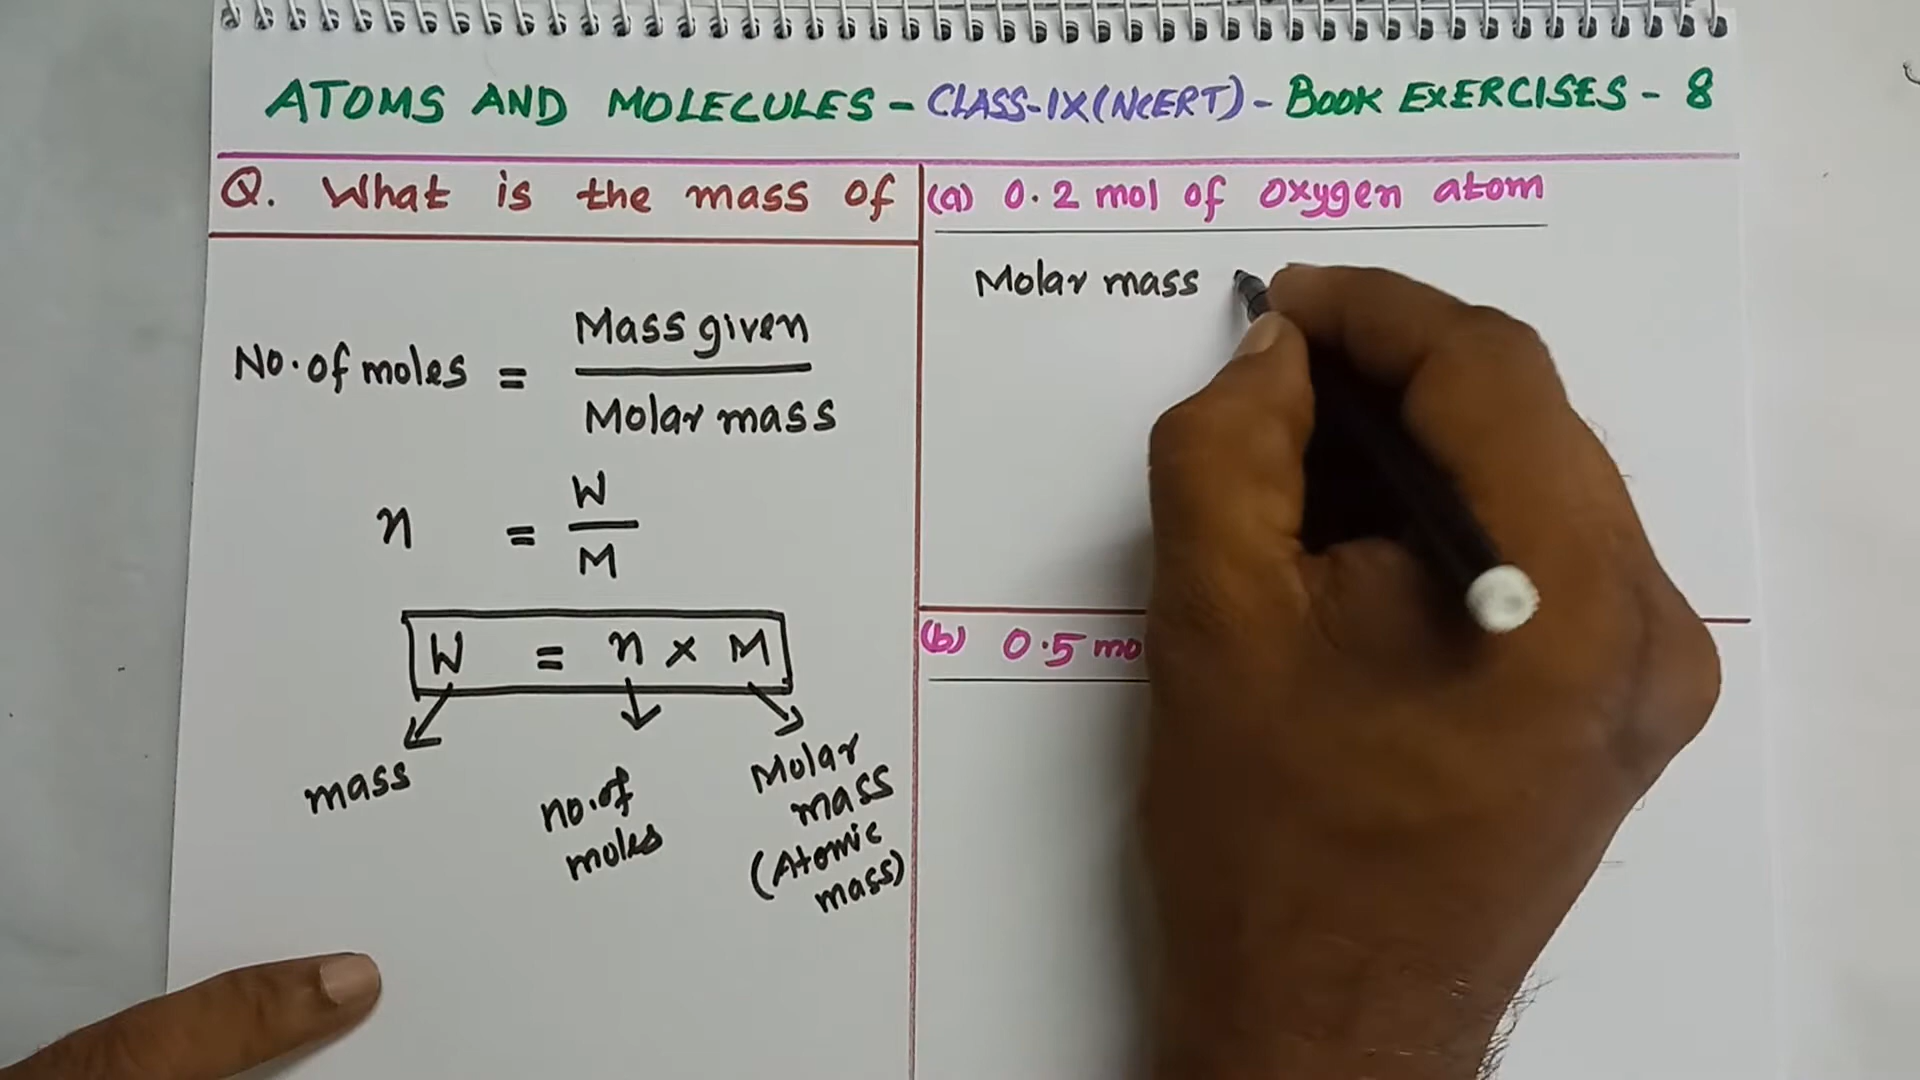 ATOMS AND MOLECULES - CLASS-IX(NCERT) - BOOK EXERCISES - 8
Q. What is the mass of
No. of moles = Mass given
Molar mass
n = W
M
W = n × M
mass
no. of
moles
Molar
mass
(Atomic
mass)
(a) 0.2 mol of oxygen atom
Molar mass
(b) 0.5 mo